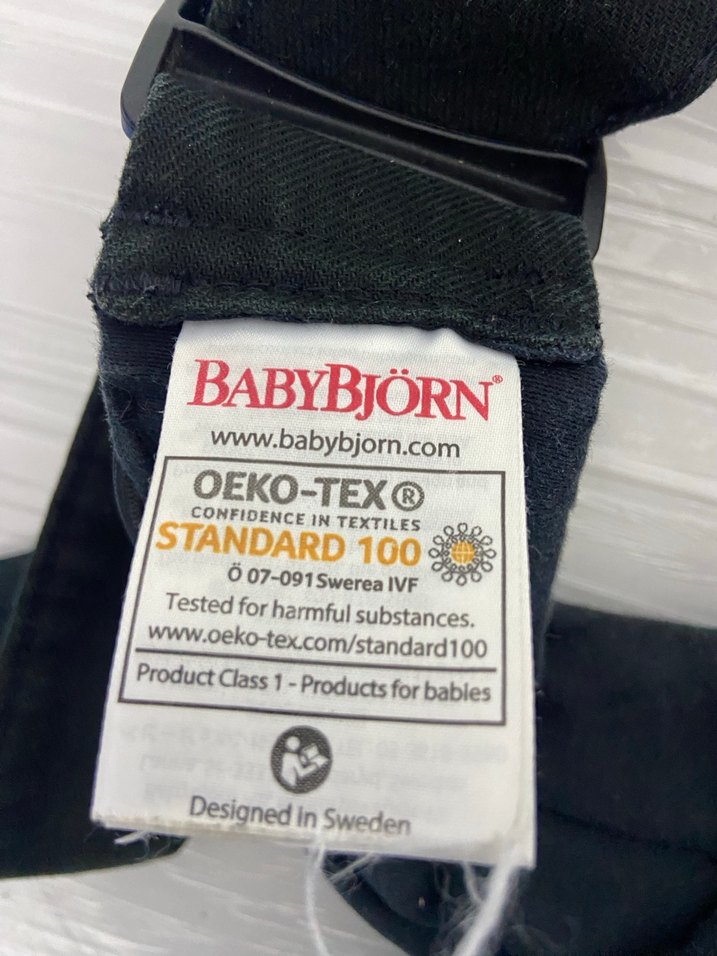 BABYBJÖRN®
www.babybjorn.com
OEKO-TEX®
CONFIDENCE IN TEXTILES
STANDARD 100
Ö 07-091 Swerea IVF
Tested for harmful substances.
www.oeko-tex.com/standard100
Product Class 1 - Products for babies
Designed in Sweden